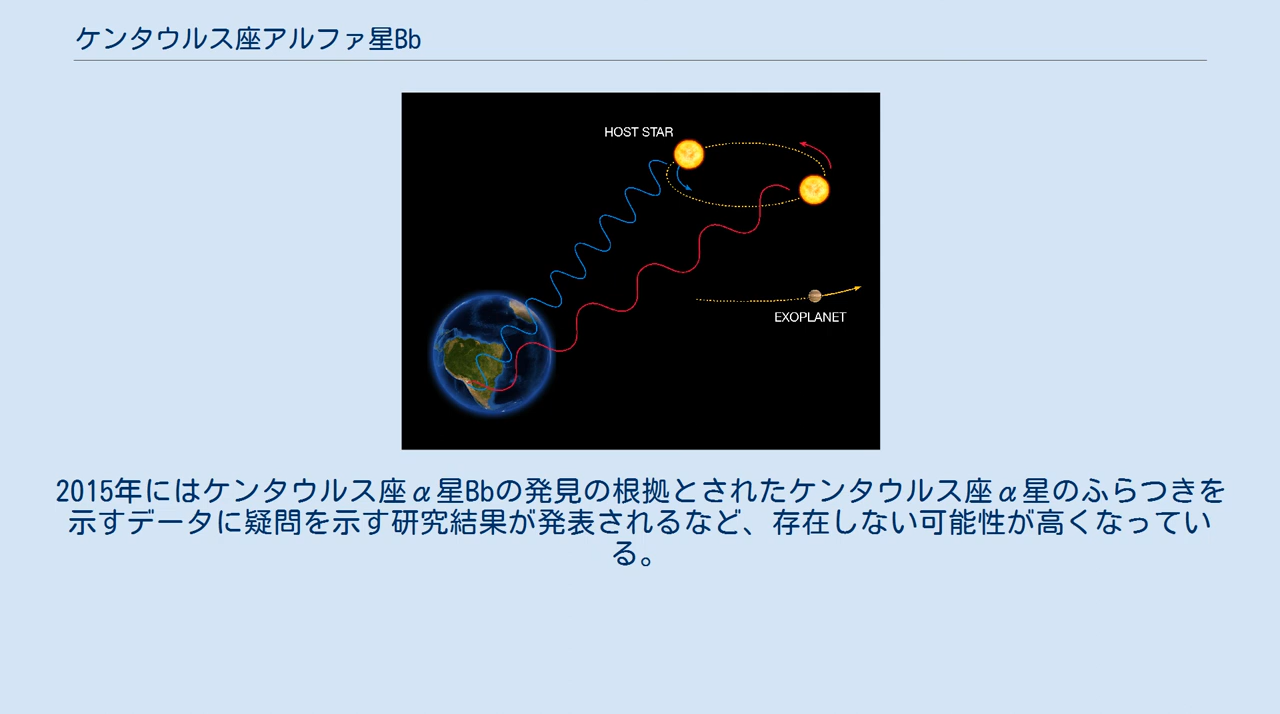 ケンタウルス座アルファ星Bb
HOST STAR
EXOPLANET
2015年にはケンタウルス座α星Bbの発見の根拠とされたケンタウルス座α星のふらつきを
示すデータに疑問を示す研究結果が発表されるなど、存在しない可能性が高くなってい
る。